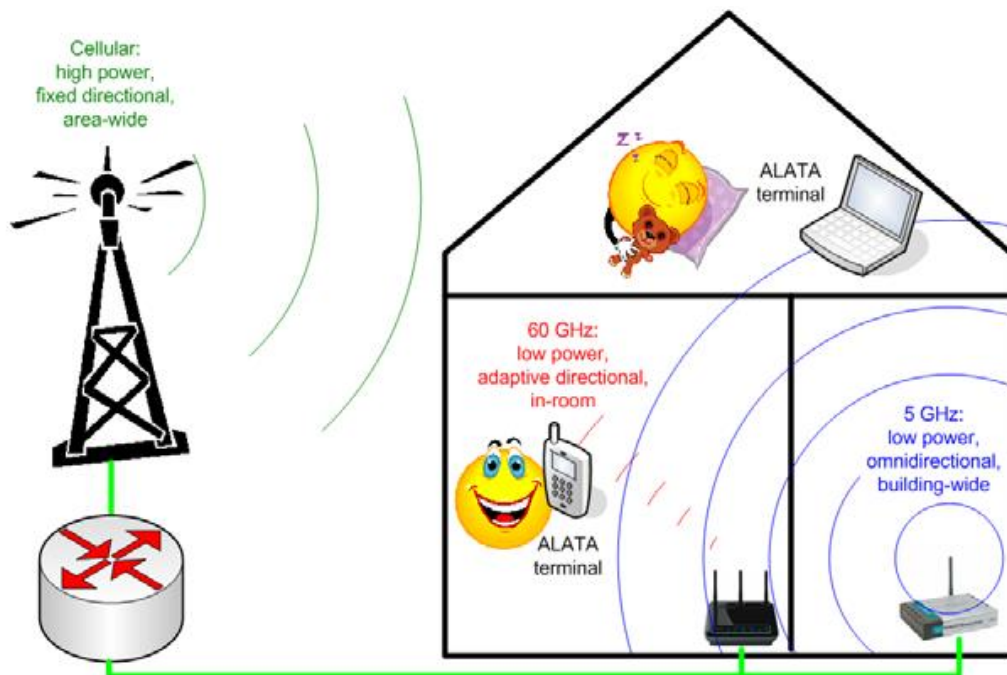 Cellular:
high power,
fixed directional,
area-wide
z z
z
ALATA
terminal
60 GHz:
low power,
adaptive directional,
in-room
ALATA
terminal
5 GHz:
low power,
omnidirectional,
building-wide